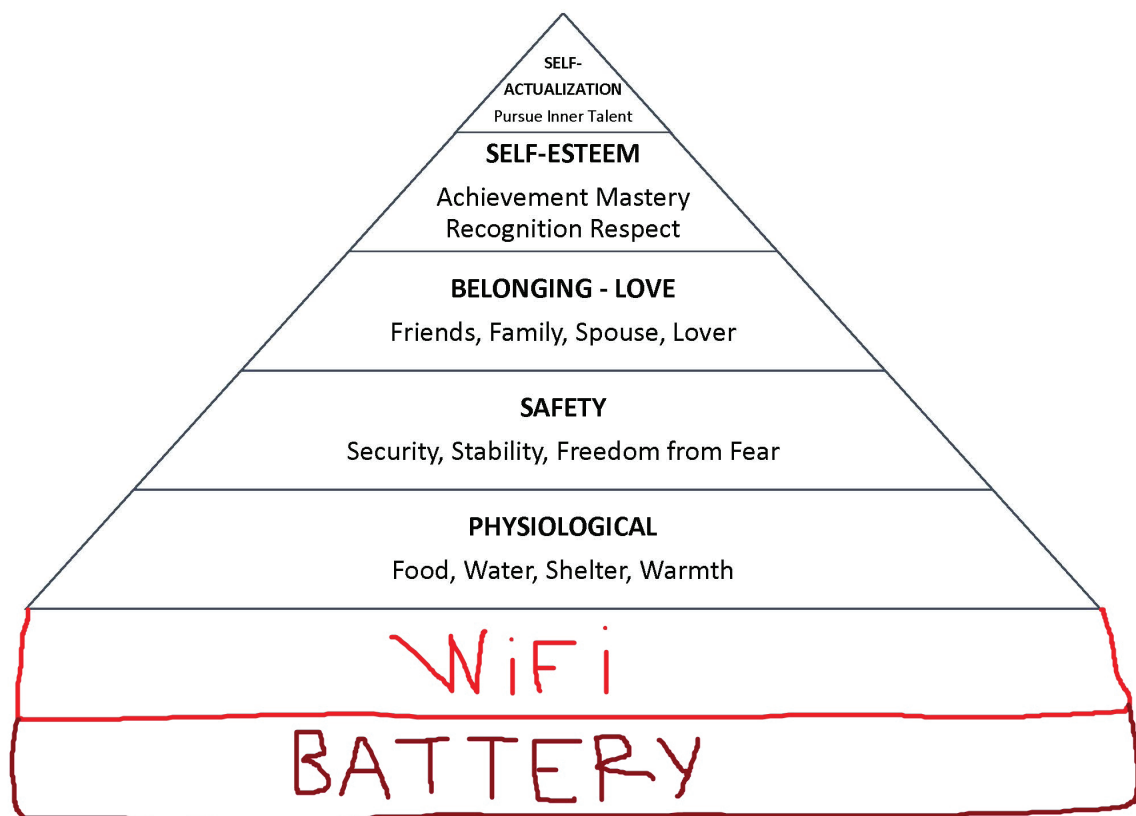 SELF-
ACTUALIZATION
Pursue Inner Talent
SELF-ESTEEM
Achievement Mastery
Recognition Respect
BELONGING - LOVE
Friends, Family, Spouse, Lover
SAFETY
Security, Stability, Freedom from Fear
PHYSIOLOGICAL
Food, Water, Shelter, Warmth
WiFi
BATTERY